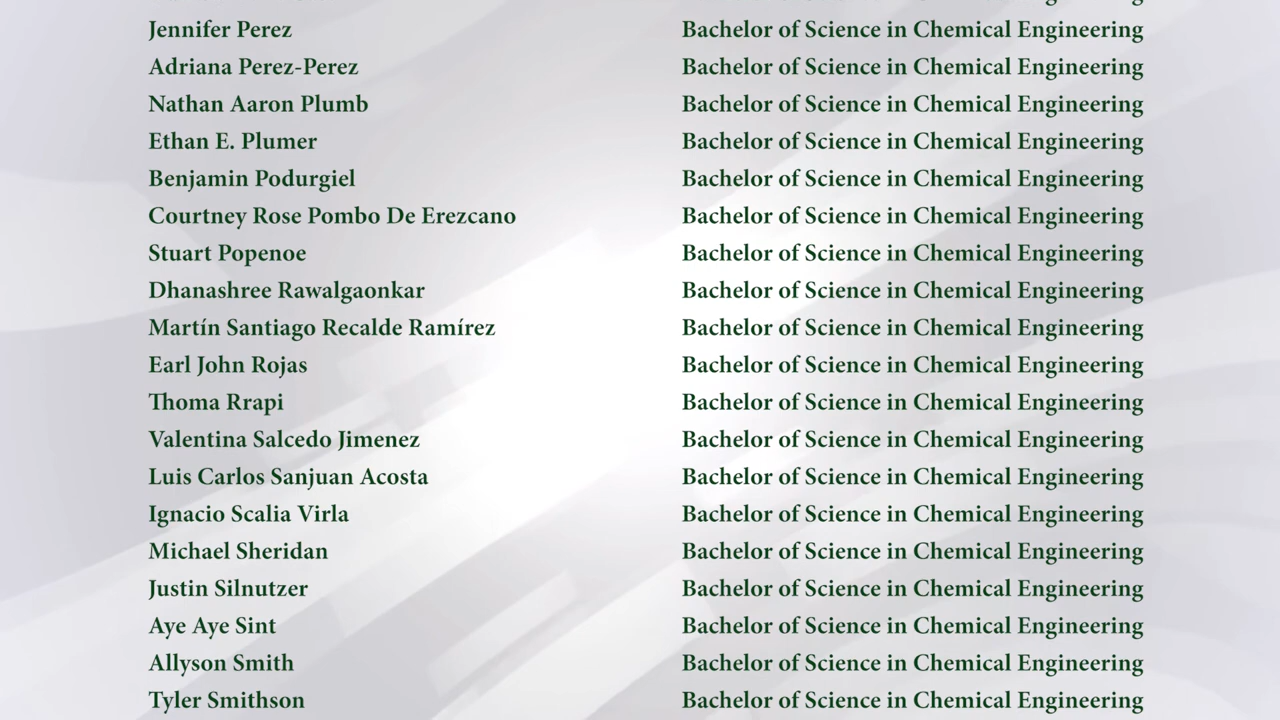 Jennifer Perez Bachelor of Science in Chemical Engineering
Adriana Perez-Perez Bachelor of Science in Chemical Engineering
Nathan Aaron Plumb Bachelor of Science in Chemical Engineering
Ethan E. Plumer Bachelor of Science in Chemical Engineering
Benjamin Podurgiel Bachelor of Science in Chemical Engineering
Courtney Rose Pombo De Erezcano Bachelor of Science in Chemical Engineering
Stuart Popenoe Bachelor of Science in Chemical Engineering
Dhanashree Rawalgaonkar Bachelor of Science in Chemical Engineering
Martín Santiago Recalde Ramírez Bachelor of Science in Chemical Engineering
Earl John Rojas Bachelor of Science in Chemical Engineering
Thoma Rrapi Bachelor of Science in Chemical Engineering
Valentina Salcedo Jimenez Bachelor of Science in Chemical Engineering
Luis Carlos Sanjuan Acosta Bachelor of Science in Chemical Engineering
Ignacio Scalia Virla Bachelor of Science in Chemical Engineering
Michael Sheridan Bachelor of Science in Chemical Engineering
Justin Silnutzer Bachelor of Science in Chemical Engineering
Aye Aye Sint Bachelor of Science in Chemical Engineering
Allyson Smith Bachelor of Science in Chemical Engineering
Tyler Smithson Bachelor of Science in Chemical Engineering